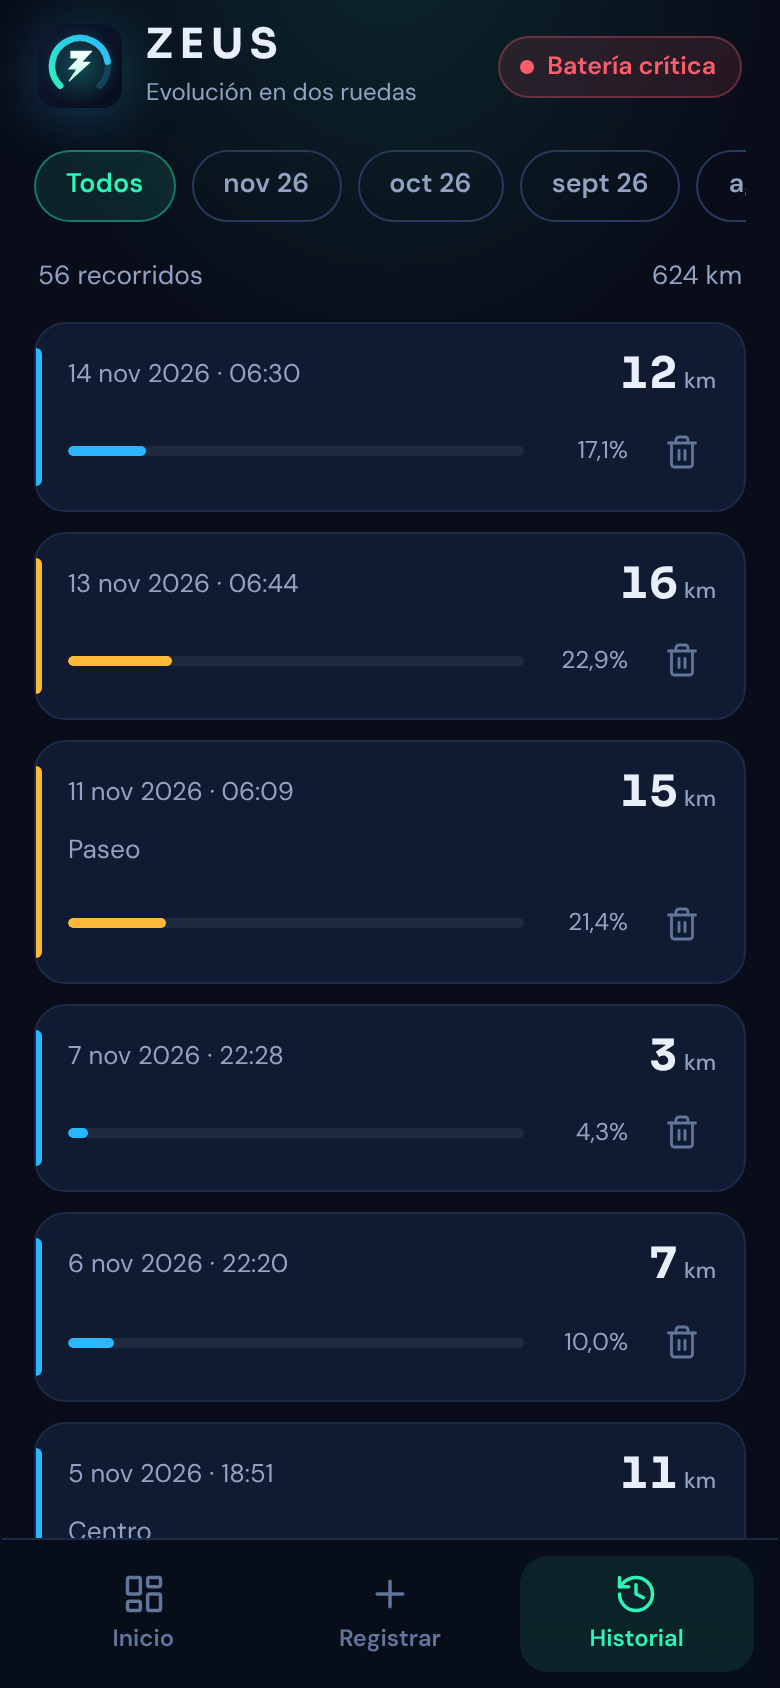 ZEUS
Evolución en dos ruedas
Batería crítica
Todos
nov 26
oct 26
sept 26
56 recorridos
624 km
14 nov 2026 · 06:30
12 km
17,1%
13 nov 2026 · 06:44
16 km
22,9%
11 nov 2026 · 06:09
15 km
Paseo
21,4%
7 nov 2026 · 22:28
3 km
4,3%
6 nov 2026 · 22:20
7 km
10,0%
5 nov 2026 · 18:51
11 km
Centro
Inicio
Registrar
Historial